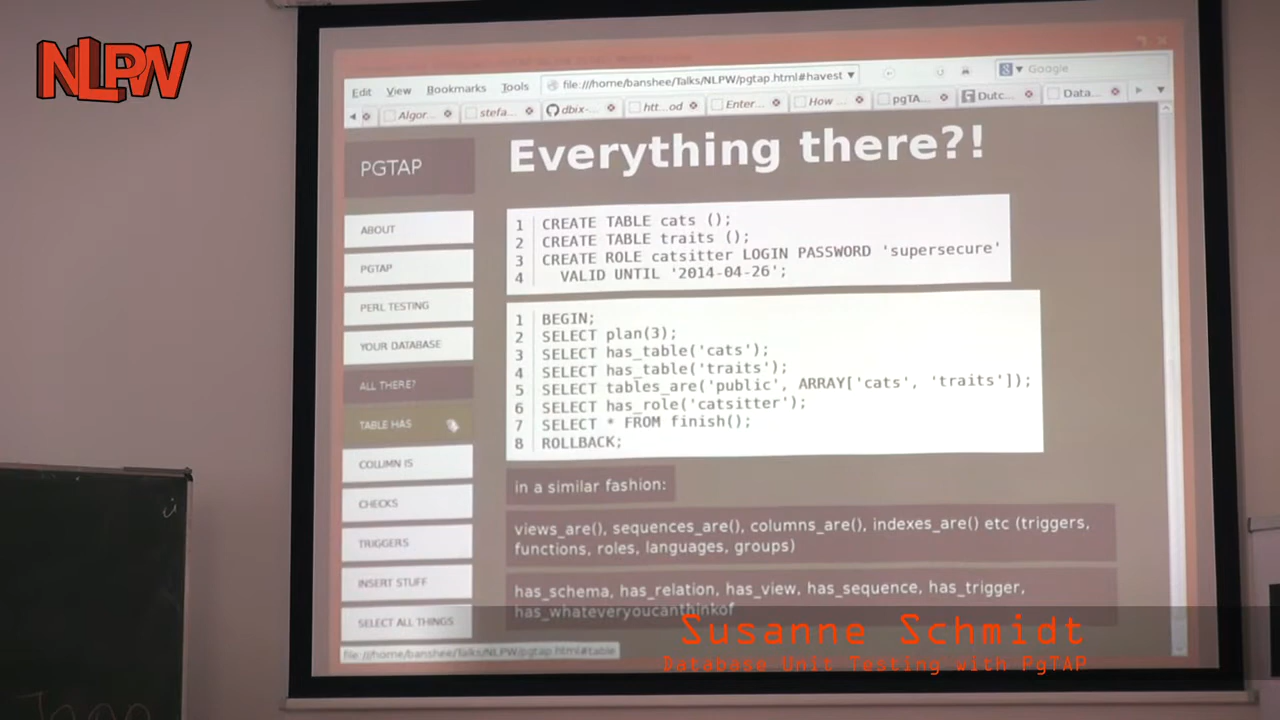 NLPW
Edit View Bookmarks Tools
file:///home/banshee/Talks/NLPW/pgtap.html#havest
Google
Algor... stefa... dbix-... htt...od Enter... How ... pgTA... Dutc... Data...
PGTAP
ABOUT
PGTAP
PERL TESTING
YOUR DATABASE
ALL THERE?
TABLE HAS
COLUMN IS
CHECKS
TRIGGERS
INSERT STUFF
SELECT ALL THINGS
Everything there?!
1 CREATE TABLE cats ();
2 CREATE TABLE traits ();
3 CREATE ROLE catsitter LOGIN PASSWORD 'supersecure'
4 VALID UNTIL '2014-04-26';
1 BEGIN;
2 SELECT plan(3);
3 SELECT has_table('cats');
4 SELECT has_table('traits');
5 SELECT tables_are('public', ARRAY['cats', 'traits']);
6 SELECT has_role('catsitter');
7 SELECT * FROM finish();
8 ROLLBACK;
in a similar fashion:
views_are(), sequences_are(), columns_are(), indexes_are() etc (triggers,
functions, roles, languages, groups)
has_schema, has_relation, has_view, has_sequence, has_trigger,
has_whateveryoucanthinkof
file:///home/banshee/Talks/NLPW/pgtap.html#table
Susanne Schmidt
Database Unit Testing with PgTAP